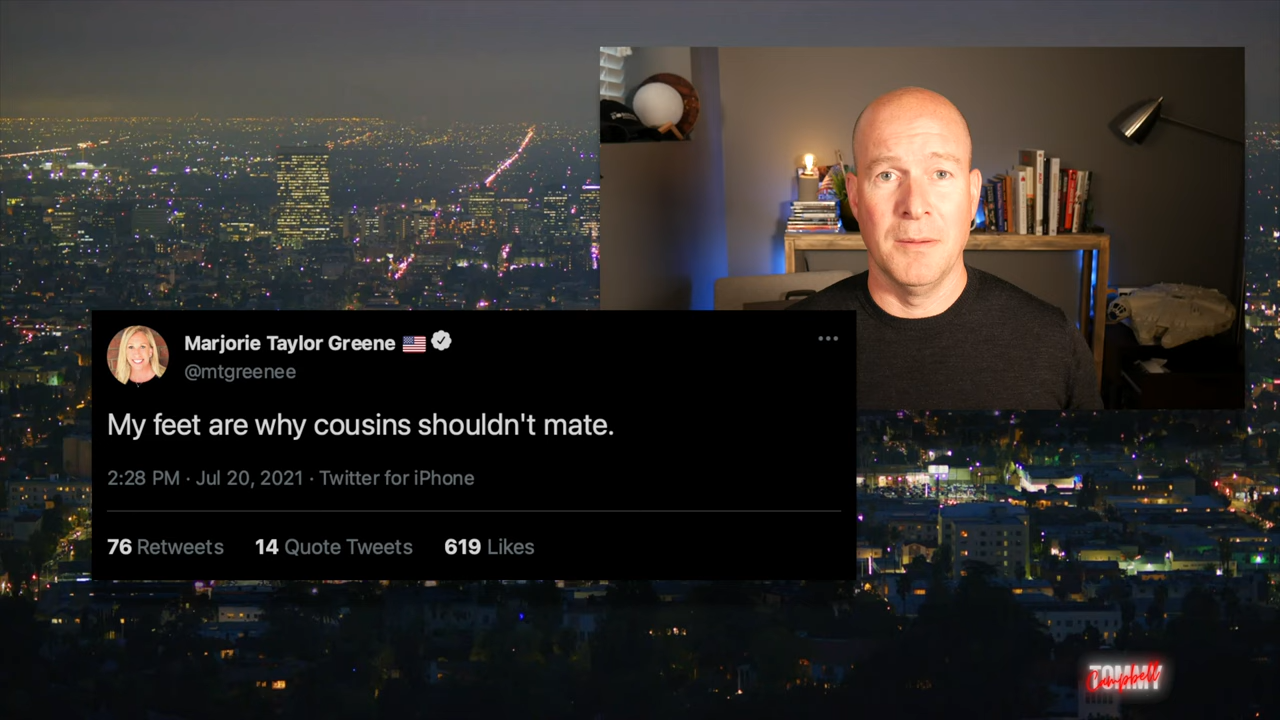 Marjorie Taylor Greene 🇺🇸
@mtgreenee
My feet are why cousins shouldn't mate.
2:28 PM · Jul 20, 2021 · Twitter for iPhone
76 Retweets 14 Quote Tweets 619 Likes
TOMMY
Campbell